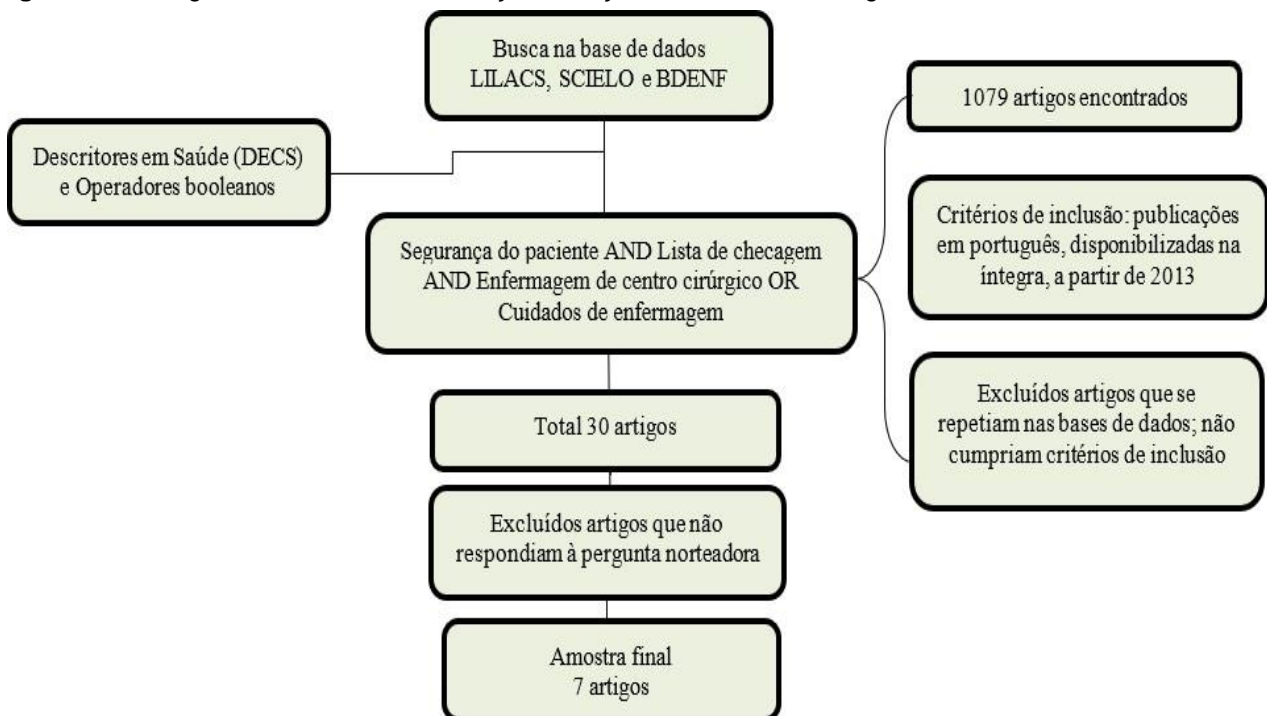 Busca na base de dados
LILACS, SCIELO e BDENF
Descritores em Saúde (DECS)
e Operadores booleanos
Segurança do paciente AND Lista de checagem
AND Enfermagem de centro cirúrgico OR
Cuidados de enfermagem
1079 artigos encontrados
Critérios de inclusão: publicações
em português, disponibilizadas na
íntegra, a partir de 2013
Excluídos artigos que se
repetiam nas bases de dados; não
cumpriam critérios de inclusão
Total 30 artigos
Excluídos artigos que não
respondiam à pergunta norteadora
Amostra final
7 artigos